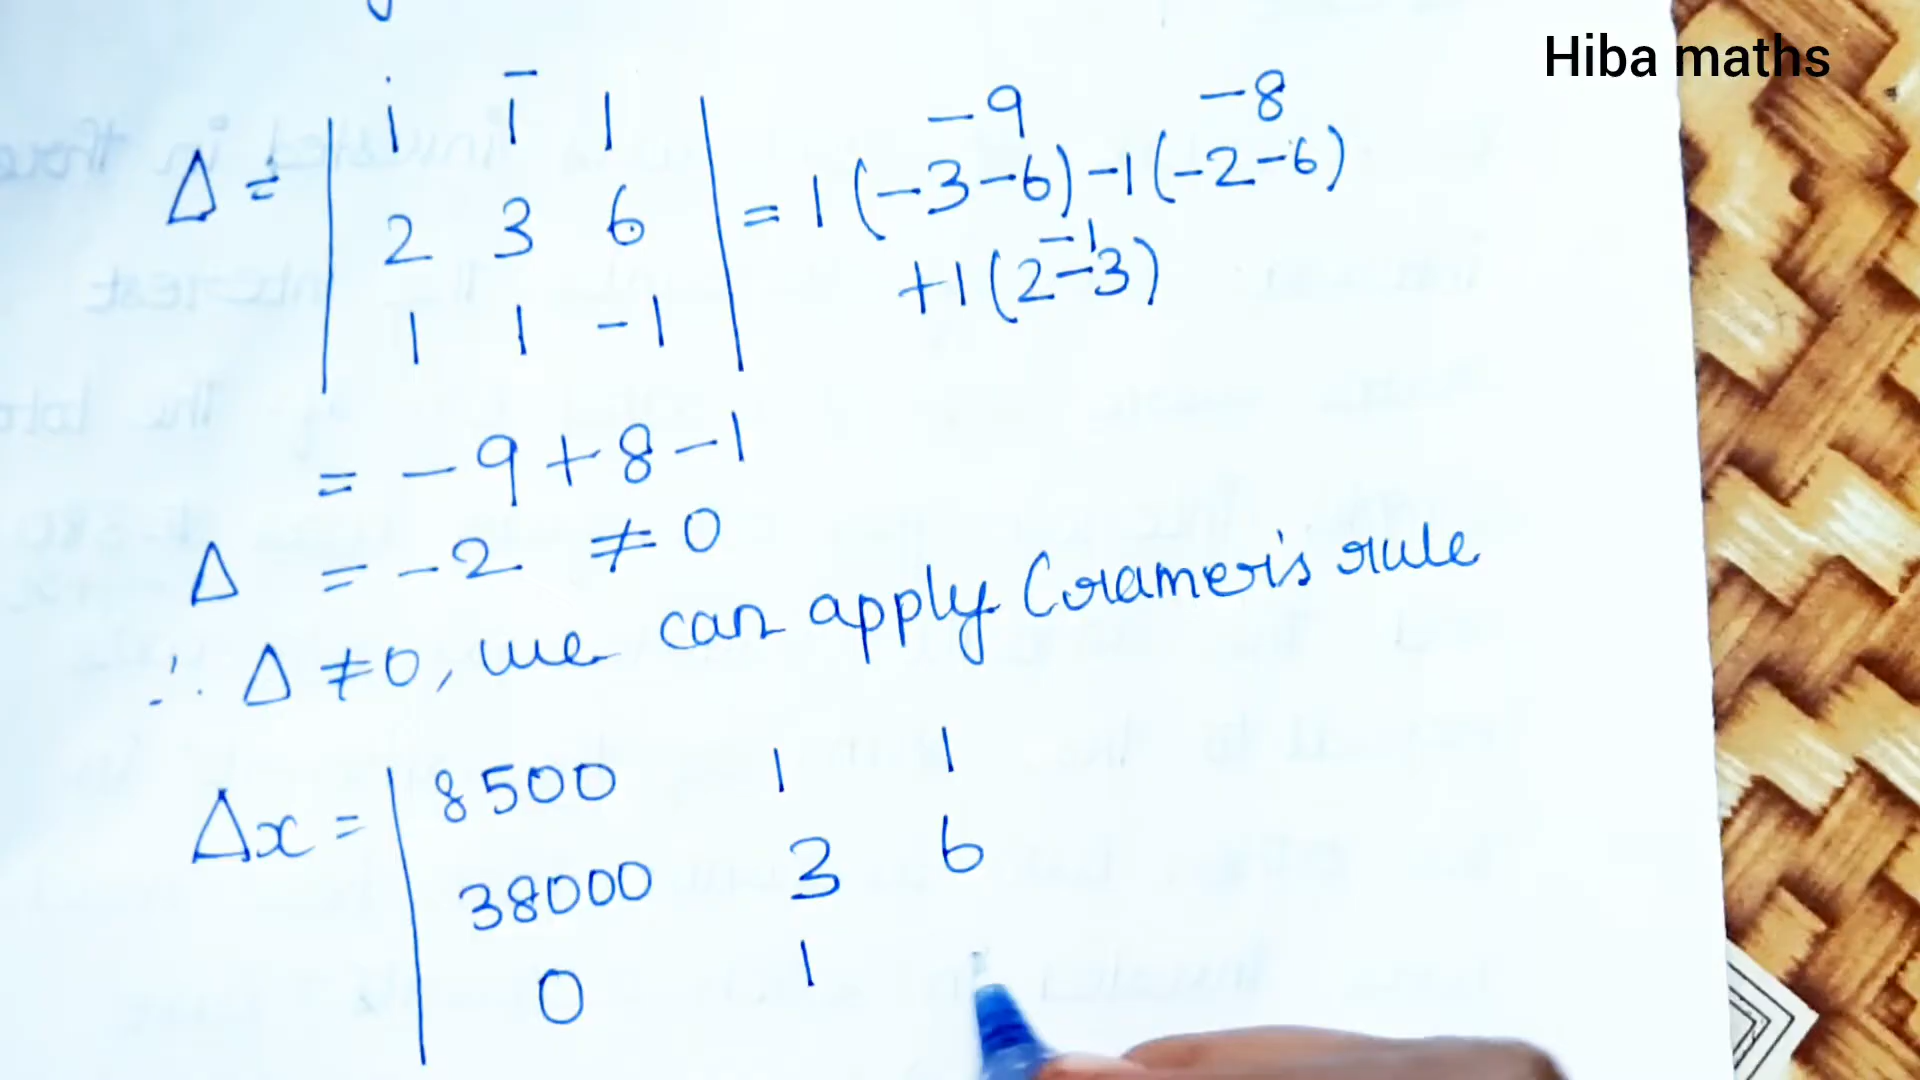 Hiba maths
Δ = | 1 1 1 | = 1(-3-6) -1(-2-6)
-9 -8
| 2 3 6 |
+1(2-3)
-1
| 1 1 -1 |
= -9+8-1
Δ = -2 ≠ 0
∴ Δ ≠ 0, we can apply Cramer's rule
Δx = | 8500 1 1
38000 3 6
0 1